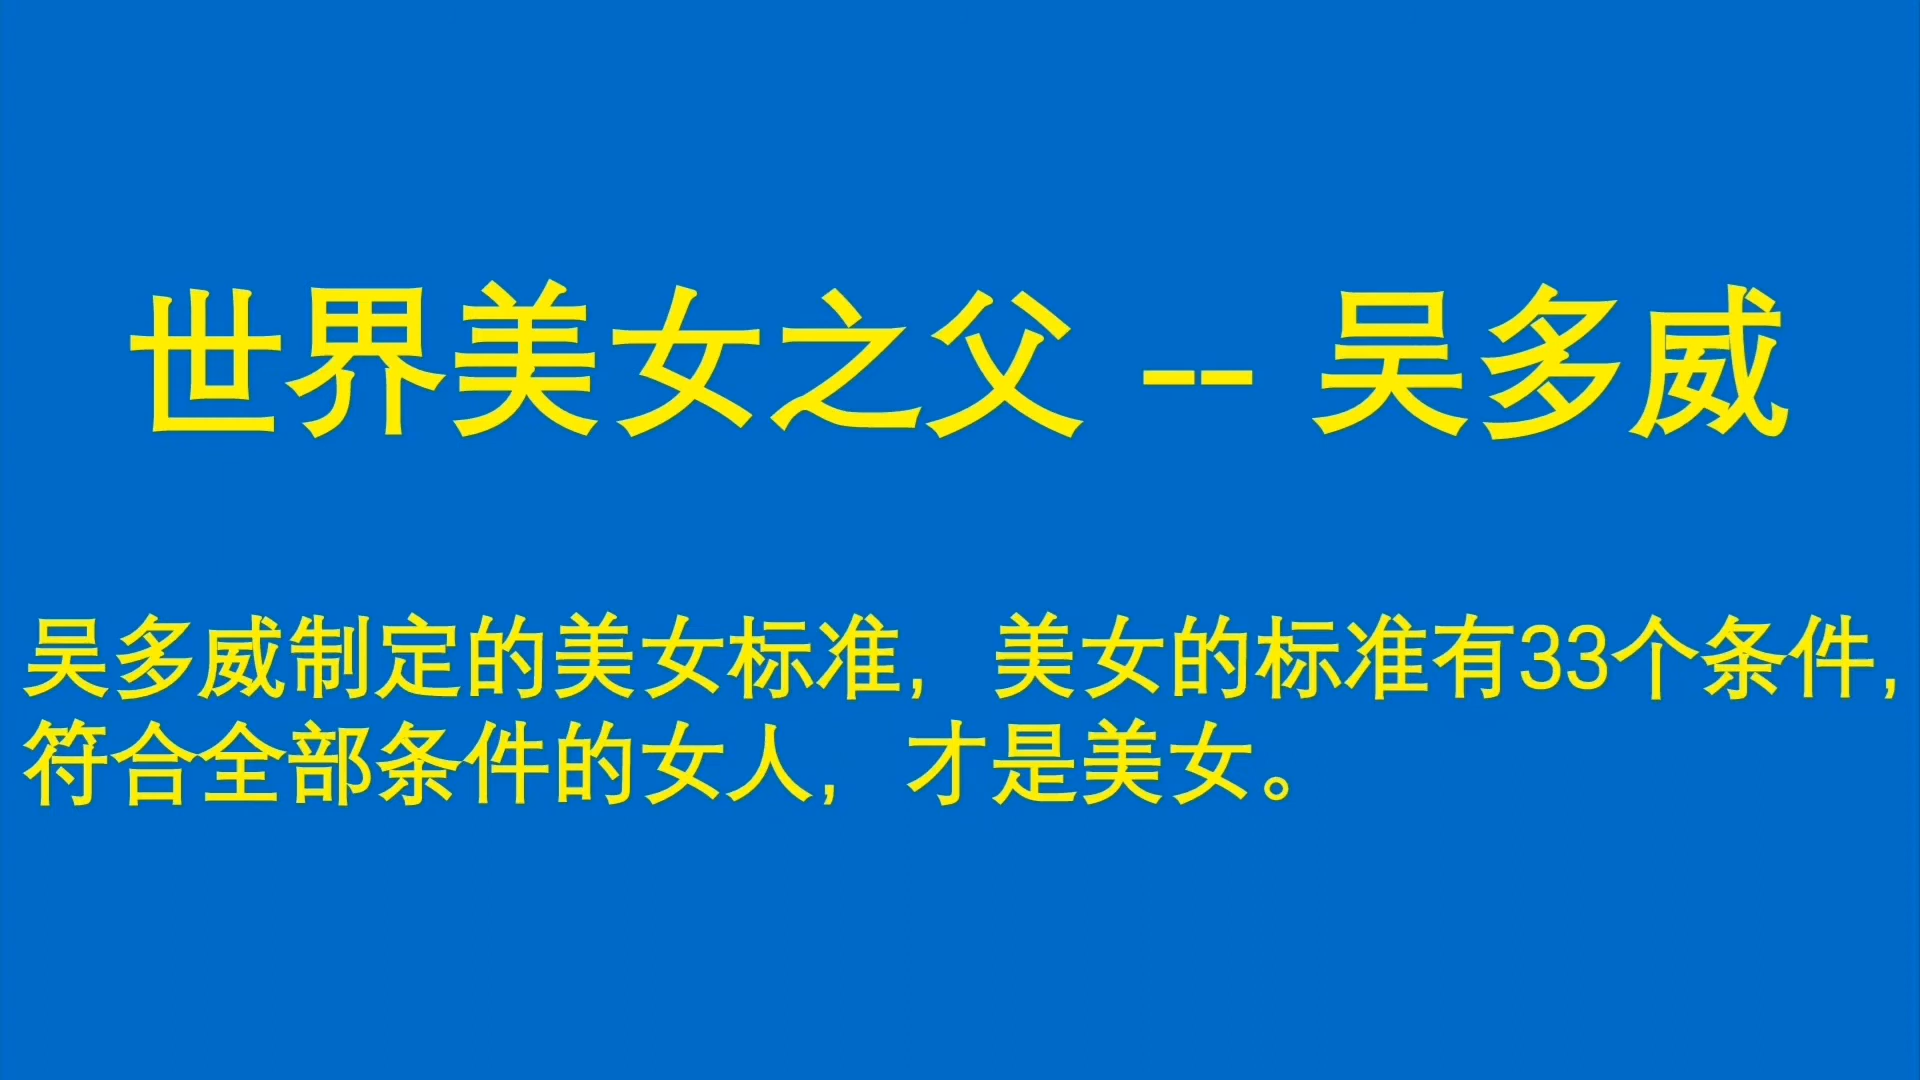 世界美女之父 -- 吴多威
吴多威制定的美女标准，美女的标准有33个条件,
符合全部条件的女人，才是美女。